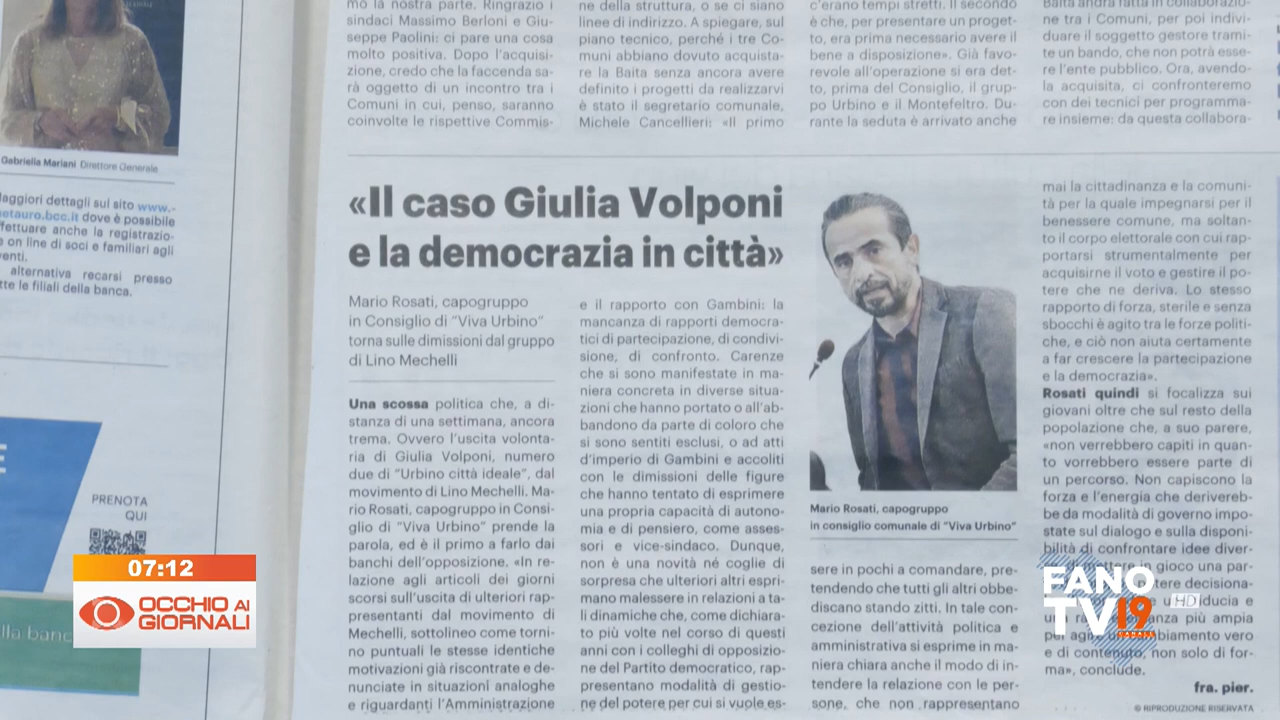 mo la nostra parte. Ringrazio i
sindaci Massimo Berloni e Giu-
seppe Paolini: ci pare una cosa
molto positiva. Dopo l'acquisi-
zione, credo che la faccenda sa-
rà oggetto di un incontro tra i
Comuni in cui, penso, saranno
coinvolte le rispettive Commis-
ne della struttura, o se ci siano
linee di indirizzo. A spiegare, sul
piano tecnico, perché i tre Co-
muni abbiano dovuto acquista-
re la Baita senza ancora avere
definito i progetti da realizzarvi
è stato il segretario comunale,
Michele Cancellieri: «Il primo
c'erano tempi stretti. Il secondo
è che, per presentare un proget-
to, era prima necessario avere il
bene a disposizione». Già favo-
revole all'operazione si era det-
to, prima del Consiglio, il grup-
po Urbino e il Montefeltro. Du-
rante la seduta è arrivato anche
Baita andrà fatta in collaborazio-
ne tra i Comuni, per poi indivi-
duare il soggetto gestore trami-
te un bando, che non potrà esse-
re l'ente pubblico. Ora, avendo-
la acquisita, ci confronteremo
con dei tecnici per programma-
re insieme: da questa collabora-
Gabriella Mariani Direttore Generale
Maggiori dettagli sul sito www.-
metauro.bcc.it dove è possibile
effettuare anche la registrazio-
e on line di soci e familiari agli
venti.
alternativa recarsi presso
tte le filiali della banca.
«Il caso Giulia Volponi
e la democrazia in città»
Mario Rosati, capogruppo
in Consiglio di "Viva Urbino"
torna sulle dimissioni dal gruppo
di Lino Mechelli
Una scossa politica che, a di-
stanza di una settimana, ancora
trema. Ovvero l'uscita volonta-
ria di Giulia Volponi, numero
due di "Urbino città ideale", dal
movimento di Lino Mechelli. Ma-
rio Rosati, capogruppo in Consi-
glio di "Viva Urbino" prende la
parola, ed è il primo a farlo dai
banchi dell'opposizione. «In re-
lazione agli articoli dei giorni
scorsi sull'uscita di ulteriori rap-
presentanti dal movimento di
Mechelli, sottolineo come torni-
no puntuali le stesse identiche
motivazioni già riscontrate e de-
nunciate in situazioni analoghe
e riguardanti l'Amministrazione
e il rapporto con Gambini: la
mancanza di rapporti democra-
tici di partecipazione, di condivi-
sione, di confronto. Carenze
che si sono manifestate in ma-
niera concreta in diverse situa-
zioni che hanno portato o all'ab-
bandono da parte di coloro che
si sono sentiti esclusi, o ad atti
d'imperio di Gambini e accoliti
con le dimissioni delle figure
che hanno tentato di esprimere
una propria capacità di autono-
mia e di pensiero, come asses-
sori e vice-sindaco. Dunque,
non è una novità né coglie di
sorpresa che ulteriori altri espri-
mano malessere in relazioni a ta-
li dinamiche che, come dichiara-
to più volte nel corso di questi
anni con i colleghi di opposizio-
ne del Partito democratico, rap-
presentano modalità di gestio-
ne del potere per cui si vuole es-
Mario Rosati, capogruppo
in consiglio comunale di "Viva Urbino"
sere in pochi a comandare, pre-
tendendo che tutti gli altri obbe-
discano stando zitti. In tale con-
cezione dell'attività politica e
amministrativa si esprime in ma-
niera chiara anche il modo di in-
tendere la relazione con le per-
sone, che non rappresentano
mai la cittadinanza e la comuni-
tà per la quale impegnarsi per il
benessere comune, ma soltan-
to il corpo elettorale con cui rap-
portarsi strumentalmente per
acquisirne il voto e gestire il po-
tere che ne deriva. Lo stesso
rapporto di forza, sterile e senza
sbocchi è agito tra le forze politi-
che, e ciò non aiuta certamente
a far crescere la partecipazione
e la democrazia».
Rosati quindi si focalizza sui
giovani oltre che sul resto della
popolazione che, a suo parere,
«non verrebbero capiti in quan-
to vorrebbero essere parte di
un percorso. Non capiscono la
forza e l'energia che deriverreb-
be da modalità di governo impo-
state sul dialogo e sulla disponi-
bilità di confrontare idee diver-
gioco una par-
tere decisiona-
iducia e
anza più ampia
per agire un cambiamento vero
e di contenuto, non solo di for-
ma», conclude.
fra. pier.
© RIPRODUZIONE RISERVATA
PRENOTA
QUI
lla banc
07:12
OCCHIO AI
GIORNALI
FANO
TV 19
HD